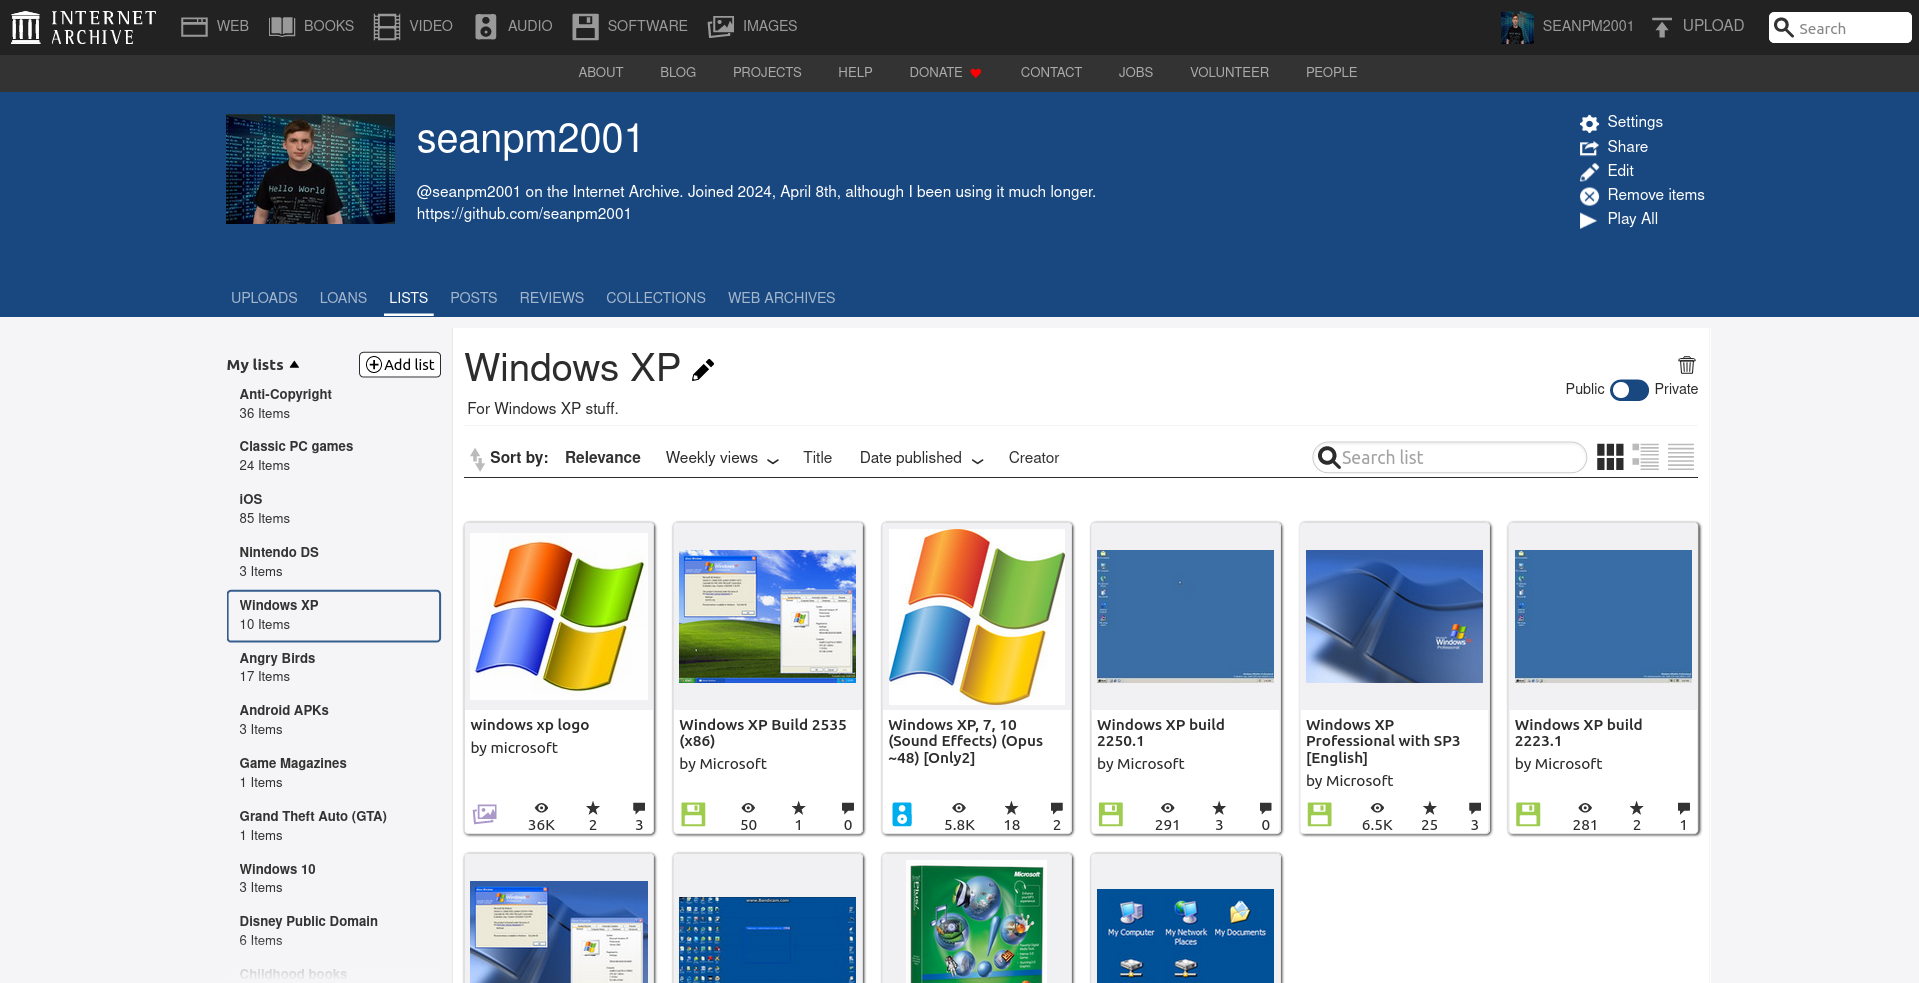 INTERNET ARCHIVE
WEB BOOKS VIDEO AUDIO SOFTWARE IMAGES
SEANPM2001 UPLOAD Search
ABOUT BLOG PROJECTS HELP DONATE CONTACT JOBS VOLUNTEER PEOPLE
Hello World
seanpm2001
@seanpm2001 on the Internet Archive. Joined 2024, April 8th, although I been using it much longer.
https://github.com/seanpm2001
Settings
Share
Edit
Remove items
Play All
UPLOADS LOANS LISTS POSTS REVIEWS COLLECTIONS WEB ARCHIVES
My lists
Add list
Anti-Copyright
36 Items
Classic PC games
24 Items
iOS
85 Items
Nintendo DS
3 Items
Windows XP
10 Items
Angry Birds
17 Items
Android APKs
3 Items
Game Magazines
1 Items
Grand Theft Auto (GTA)
1 Items
Windows 10
3 Items
Disney Public Domain
6 Items
Childhood books
Windows XP
For Windows XP stuff.
Public Private
Sort by: Relevance Weekly views Title Date published Creator
Search list
windows xp logo
by microsoft
36K 2 3
Windows XP Build 2535
(x86)
by Microsoft
50 1 0
Windows XP, 7, 10
(Sound Effects) (Opus
~48) [Only2]
5.8K 18 2
Windows XP build
2250.1
by Microsoft
291 3 0
Windows
Professional
Windows XP
Professional with SP3
[English]
by Microsoft
6.5K 25 3
Windows XP build
2223.1
by Microsoft
281 2 1
www.Bandicam.com
Microsoft
My Computer
My Network
Places
My Documents